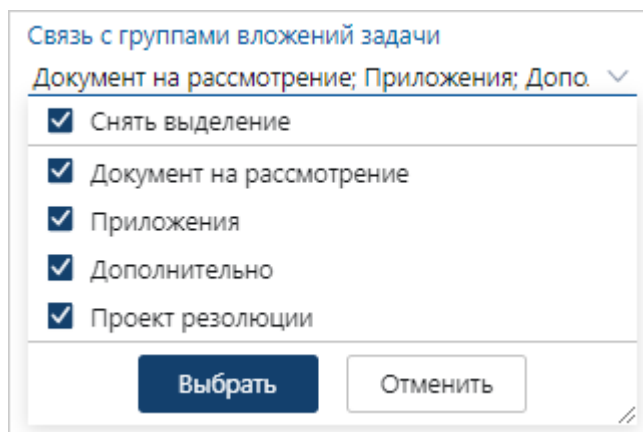 Связь с группами вложений задачи
Документ на рассмотрение; Приложения; Допо.
Снять выделение
Документ на рассмотрение
Приложения
Дополнительно
Проект резолюции
Выбрать Отменить